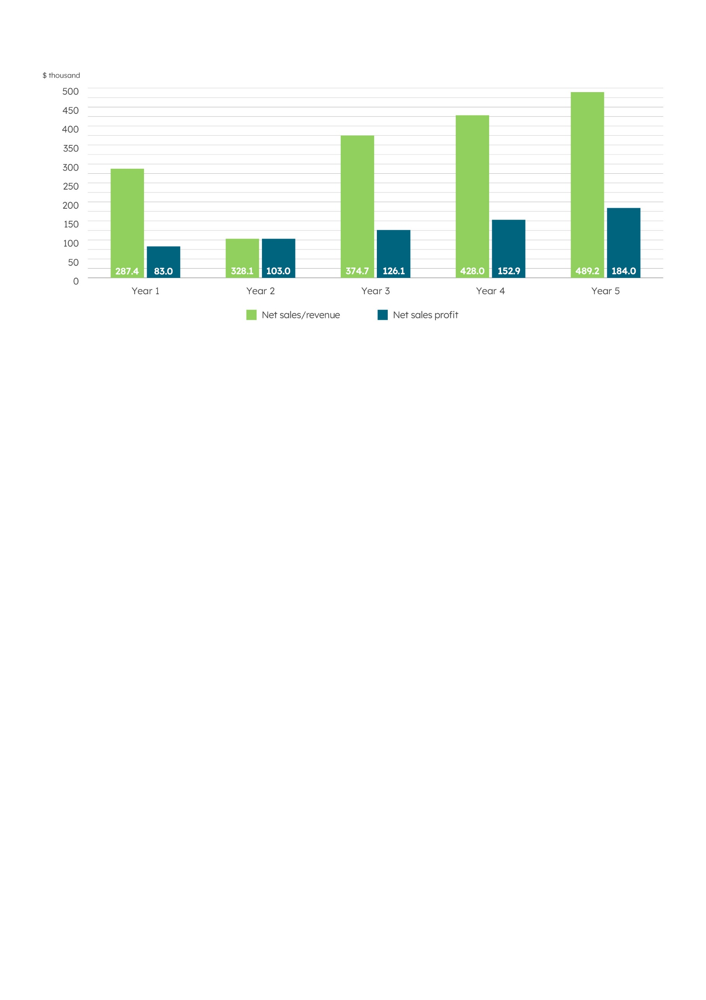 $ thousand
500
450
400
350
300
250
200
150
100
50
0
287.4 83.0 328.1 103.0 374.7 126.1 428.0 152.9 489.2 184.0
Year 1 Year 2 Year 3 Year 4 Year 5
Net sales/revenue Net sales profit